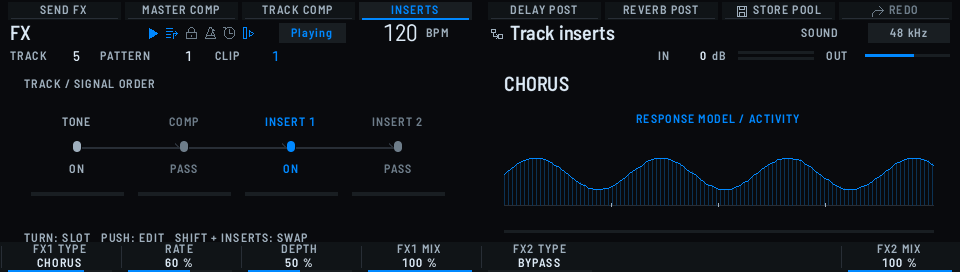 SEND FX MASTER COMP TRACK COMP INSERTS DELAY POST REVERB POST STORE POOL REDO
FX Playing 120 BPM Track inserts SOUND 48 kHz
TRACK 5 PATTERN 1 CLIP 1 IN 0 dB OUT
TRACK / SIGNAL ORDER CHORUS
RESPONSE MODEL / ACTIVITY
TONE COMP INSERT 1 INSERT 2
ON PASS ON PASS
TURN: SLOT PUSH: EDIT SHIFT + INSERTS: SWAP
FX1 TYPE RATE DEPTH FX1 MIX FX2 TYPE FX2 MIX
CHORUS 60 % 50 % 100 % BYPASS 100 %